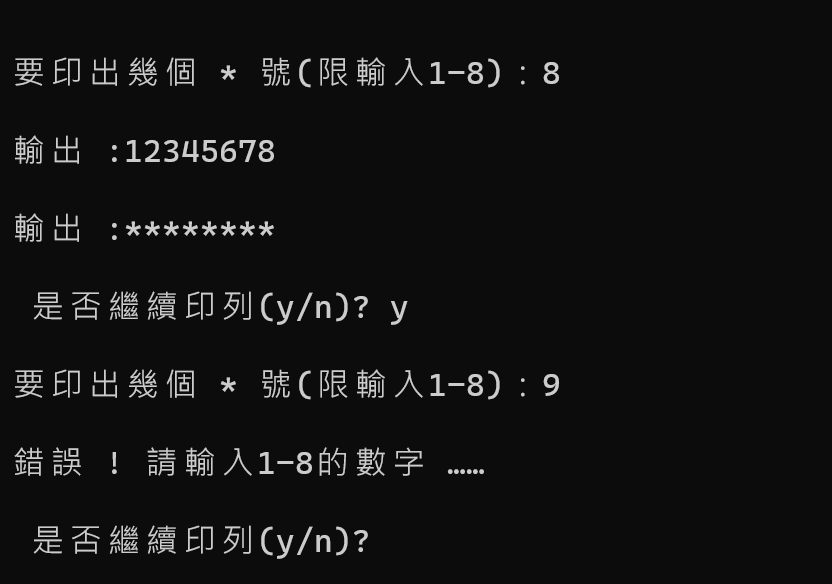 要印出幾個 * 號(限輸入1-8)：8
輸出 :12345678
輸出 :********
是否繼續印列(y/n)? y
要印出幾個 * 號(限輸入1-8)：9
錯誤 ! 請輸入1-8的數字 ……
是否繼續印列(y/n)?